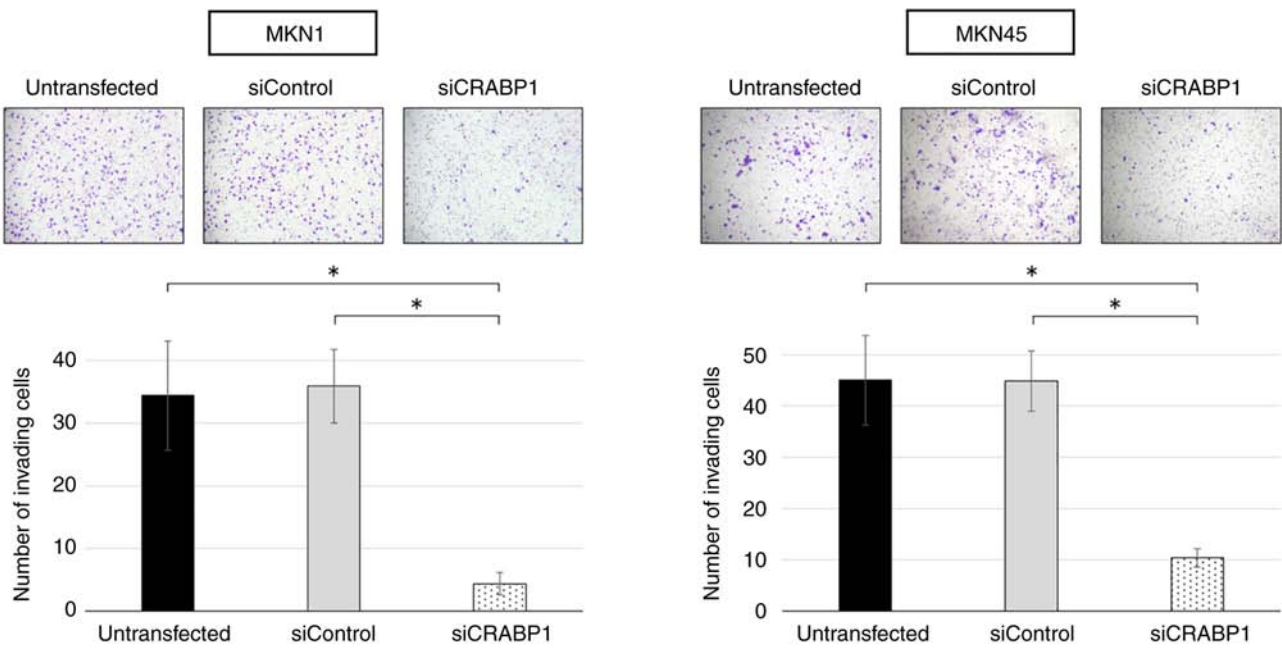 MKN1
Untransfected siControl siCRABP1
*
*
Number of invading cells
40
30
20
10
0
Untransfected siControl siCRABP1
MKN45
Untransfected siControl siCRABP1
*
*
Number of invading cells
50
40
30
20
10
0
Untransfected siControl siCRABP1